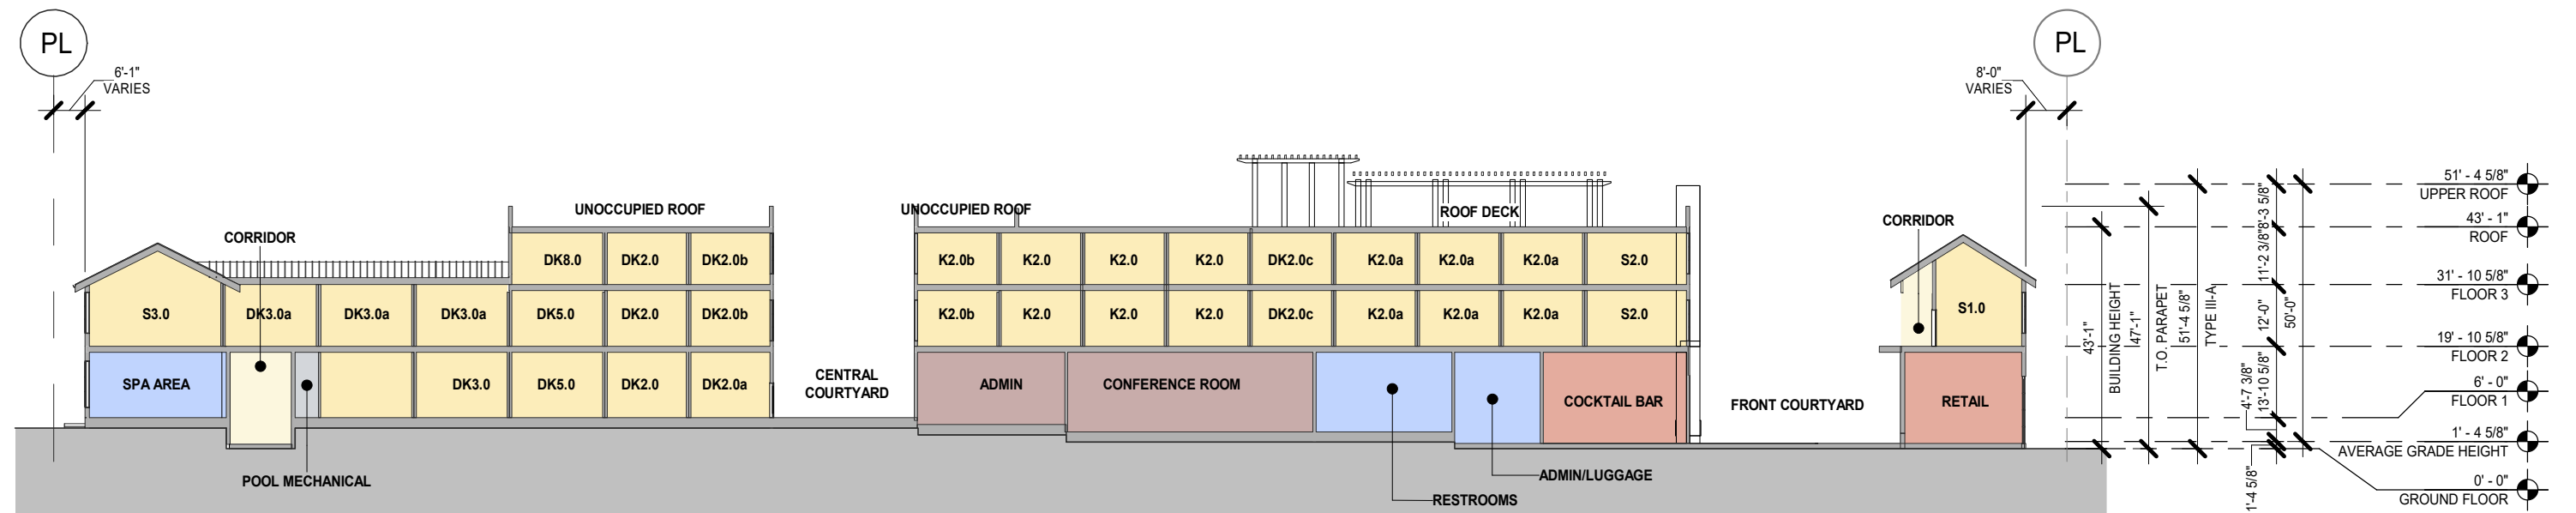 PL
PL
6'-1"
VARIES
8'-0"
VARIES
UNOCCUPIED ROOF
UNOCCUPIED ROOF
ROOF DECK
CORRIDOR
CORRIDOR
DK8.0 DK2.0 DK2.0b K2.0b K2.0 K2.0 K2.0 DK2.0c K2.0a K2.0a K2.0a S2.0
S3.0 DK3.0a DK3.0a DK3.0a DK5.0 DK2.0 DK2.0b K2.0b K2.0 K2.0 K2.0 DK2.0c K2.0a K2.0a K2.0a S2.0 S1.0
SPA AREA DK3.0 DK5.0 DK2.0 DK2.0a
CENTRAL
COURTYARD
ADMIN CONFERENCE ROOM COCKTAIL BAR
FRONT COURTYARD
RETAIL
POOL MECHANICAL
ADMIN/LUGGAGE
RESTROOMS
43'-1"
BUILDING HEIGHT
47'-1"
T.O. PARAPET
51'-4 5/8"
TYPE III-A
8'-3 5/8"
11'-2 3/8"
12'-0"
13'-10 5/8"
4'-7 3/8"
1'-4 5/8"
50'-0"
51' - 4 5/8"
UPPER ROOF
43' - 1"
ROOF
31' - 10 5/8"
FLOOR 3
19' - 10 5/8"
FLOOR 2
6' - 0"
FLOOR 1
1' - 4 5/8"
AVERAGE GRADE HEIGHT
0' - 0"
GROUND FLOOR